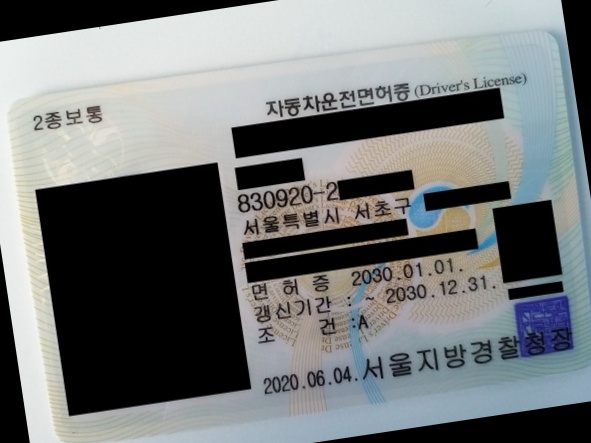 2종보통
자동차운전면허증 (Driver's License)
830920-2
서울특별시 서초구
면 허 증 2030.01.01.
갱신기간 : ~ 2030.12.31.
조 건 :A
2020.06.04. 서울지방경찰청장